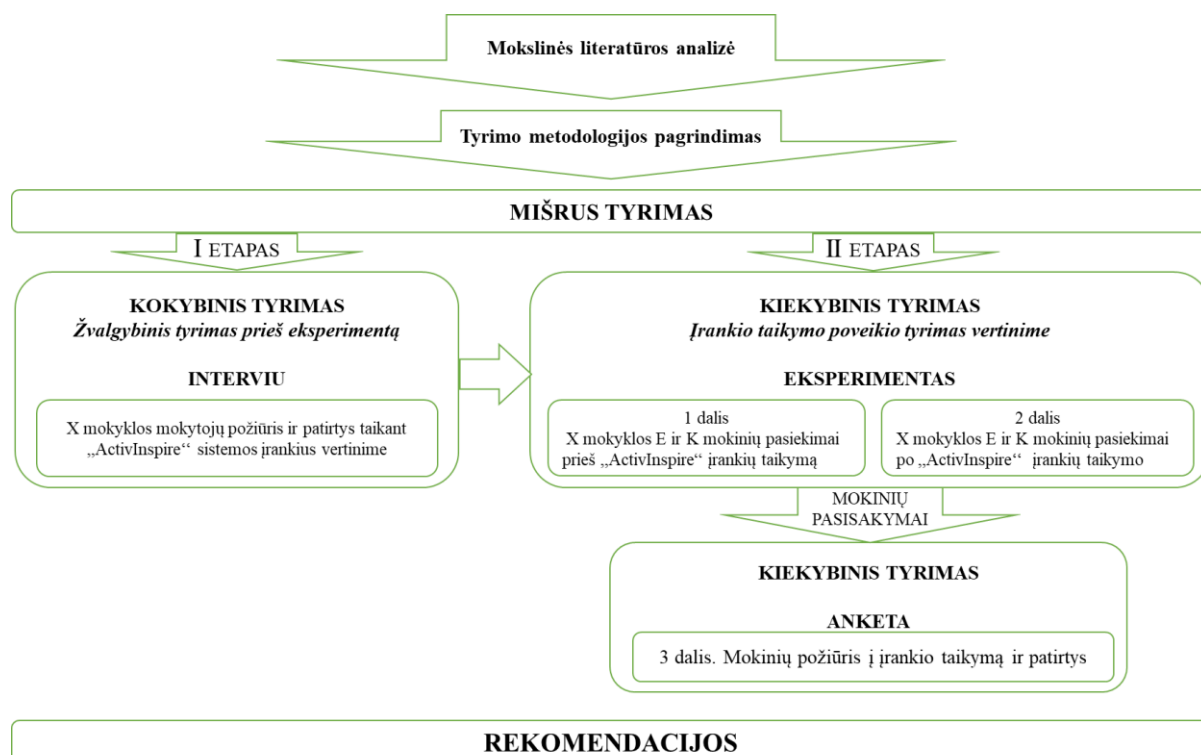 Mokslinės literatūros analizė
Tyrimo metodologijos pagrindimas
MIŠRUS TYRIMAS
I ETAPAS
II ETAPAS
KOKYBINIS TYRIMAS
Žvalgybinis tyrimas prieš eksperimentą
INTERVIU
X mokyklos mokytojų požiūris ir patirtys taikant
„ActivInspire“ sistemos įrankius vertinime
KIEKYBINIS TYRIMAS
Įrankio taikymo poveikio tyrimas vertinime
EKSPERIMENTAS
1 dalis
X mokyklos E ir K mokinių pasiekimai
prieš „ActivInspire“ įrankių taikymą
2 dalis
X mokyklos E ir K mokinių pasiekimai
po „ActivInspire“ įrankių taikymo
MOKINIŲ
PASISAKYMAI
KIEKYBINIS TYRIMAS
ANKETA
3 dalis. Mokinių požiūris į įrankio taikymą ir patirtys
REKOMENDACIJOS